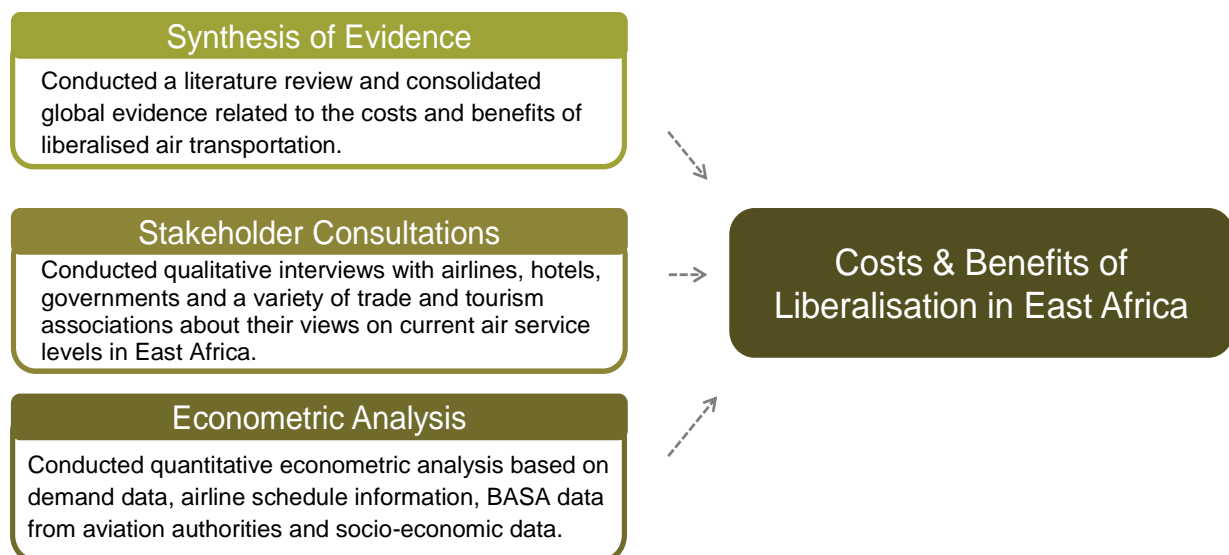 Synthesis of Evidence
Conducted a literature review and consolidated
global evidence related to the costs and benefits of
liberalised air transportation.
Stakeholder Consultations
Conducted qualitative interviews with airlines, hotels,
governments and a variety of trade and tourism
associations about their views on current air service
levels in East Africa.
Econometric Analysis
Conducted quantitative econometric analysis based on
demand data, airline schedule information, BASA data
from aviation authorities and socio-economic data.
Costs & Benefits of
Liberalisation in East Africa